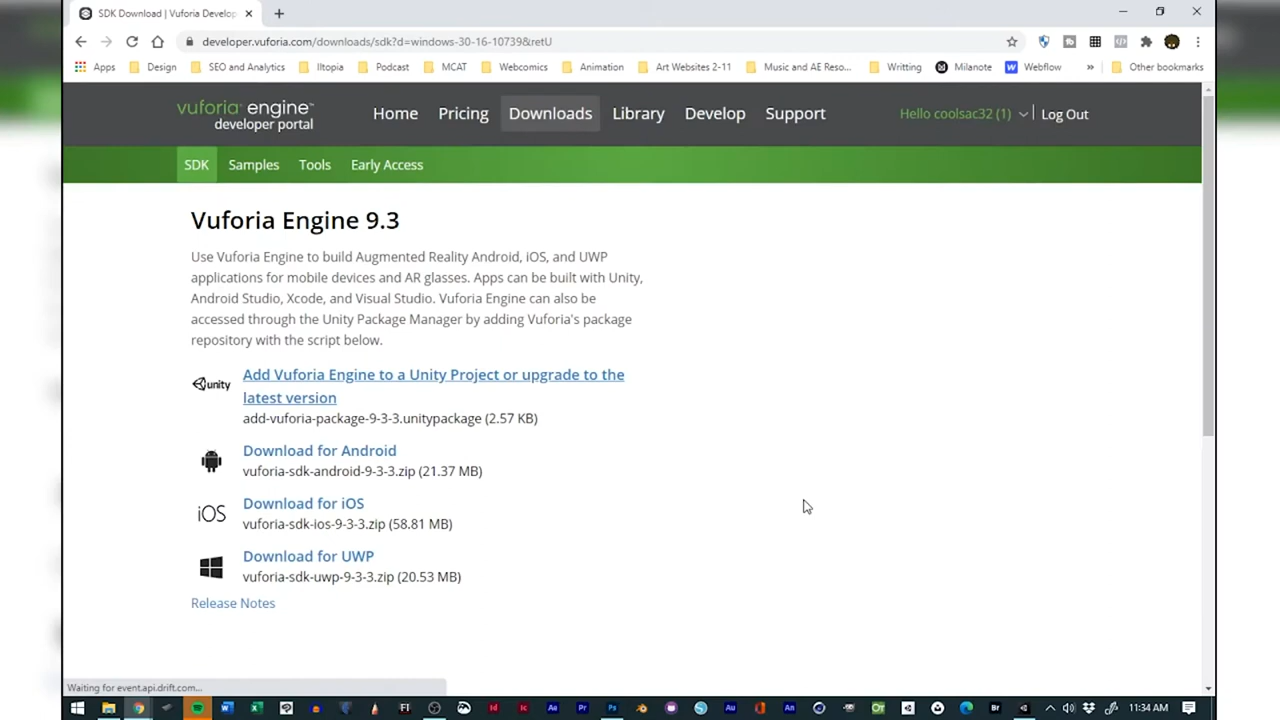 SDK Download | Vuforia Develop
developer.vuforia.com/downloads/sdk?d=windows-30-16-10739&retU
Apps Design SEO and Analytics Iltopia Podcast MCAT Webcomics Animation Art Websites 2-11 Music and AE Reso... Writting Milanote Webflow » Other bookmarks
vuforia engine™
developer portal
Home Pricing Downloads Library Develop Support Hello coolsac32 (1) Log Out
SDK Samples Tools Early Access
Vuforia Engine 9.3
Use Vuforia Engine to build Augmented Reality Android, iOS, and UWP
applications for mobile devices and AR glasses. Apps can be built with Unity,
Android Studio, Xcode, and Visual Studio. Vuforia Engine can also be
accessed through the Unity Package Manager by adding Vuforia's package
repository with the script below.
unity Add Vuforia Engine to a Unity Project or upgrade to the
latest version
add-vuforia-package-9-3-3.unitypackage (2.57 KB)
Download for Android
vuforia-sdk-android-9-3-3.zip (21.37 MB)
iOS Download for iOS
vuforia-sdk-ios-9-3-3.zip (58.81 MB)
Download for UWP
vuforia-sdk-uwp-9-3-3.zip (20.53 MB)
Release Notes
Waiting for event.api.drift.com...
11:34 AM